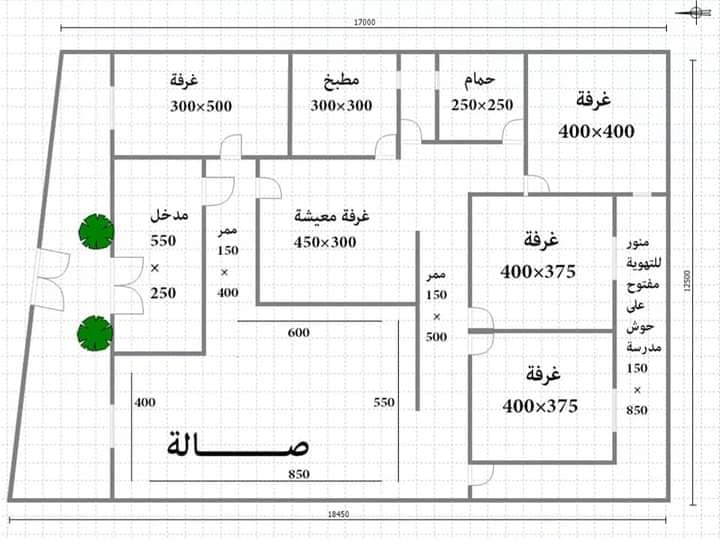 17000
غرفة
300×500
مطبخ
300×300
حمام
250×250
غرفة
400×400
مدخل
550
×
250
ممر
150
×
400
غرفة معيشة
450×300
ممر
150
×
500
غرفة
400×375
منور
للتهوية
مفتوح
على
حوش
مدرسة
150
×
850
12500
600
400
550
غرفة
400×375
صـــــالة
850
18450